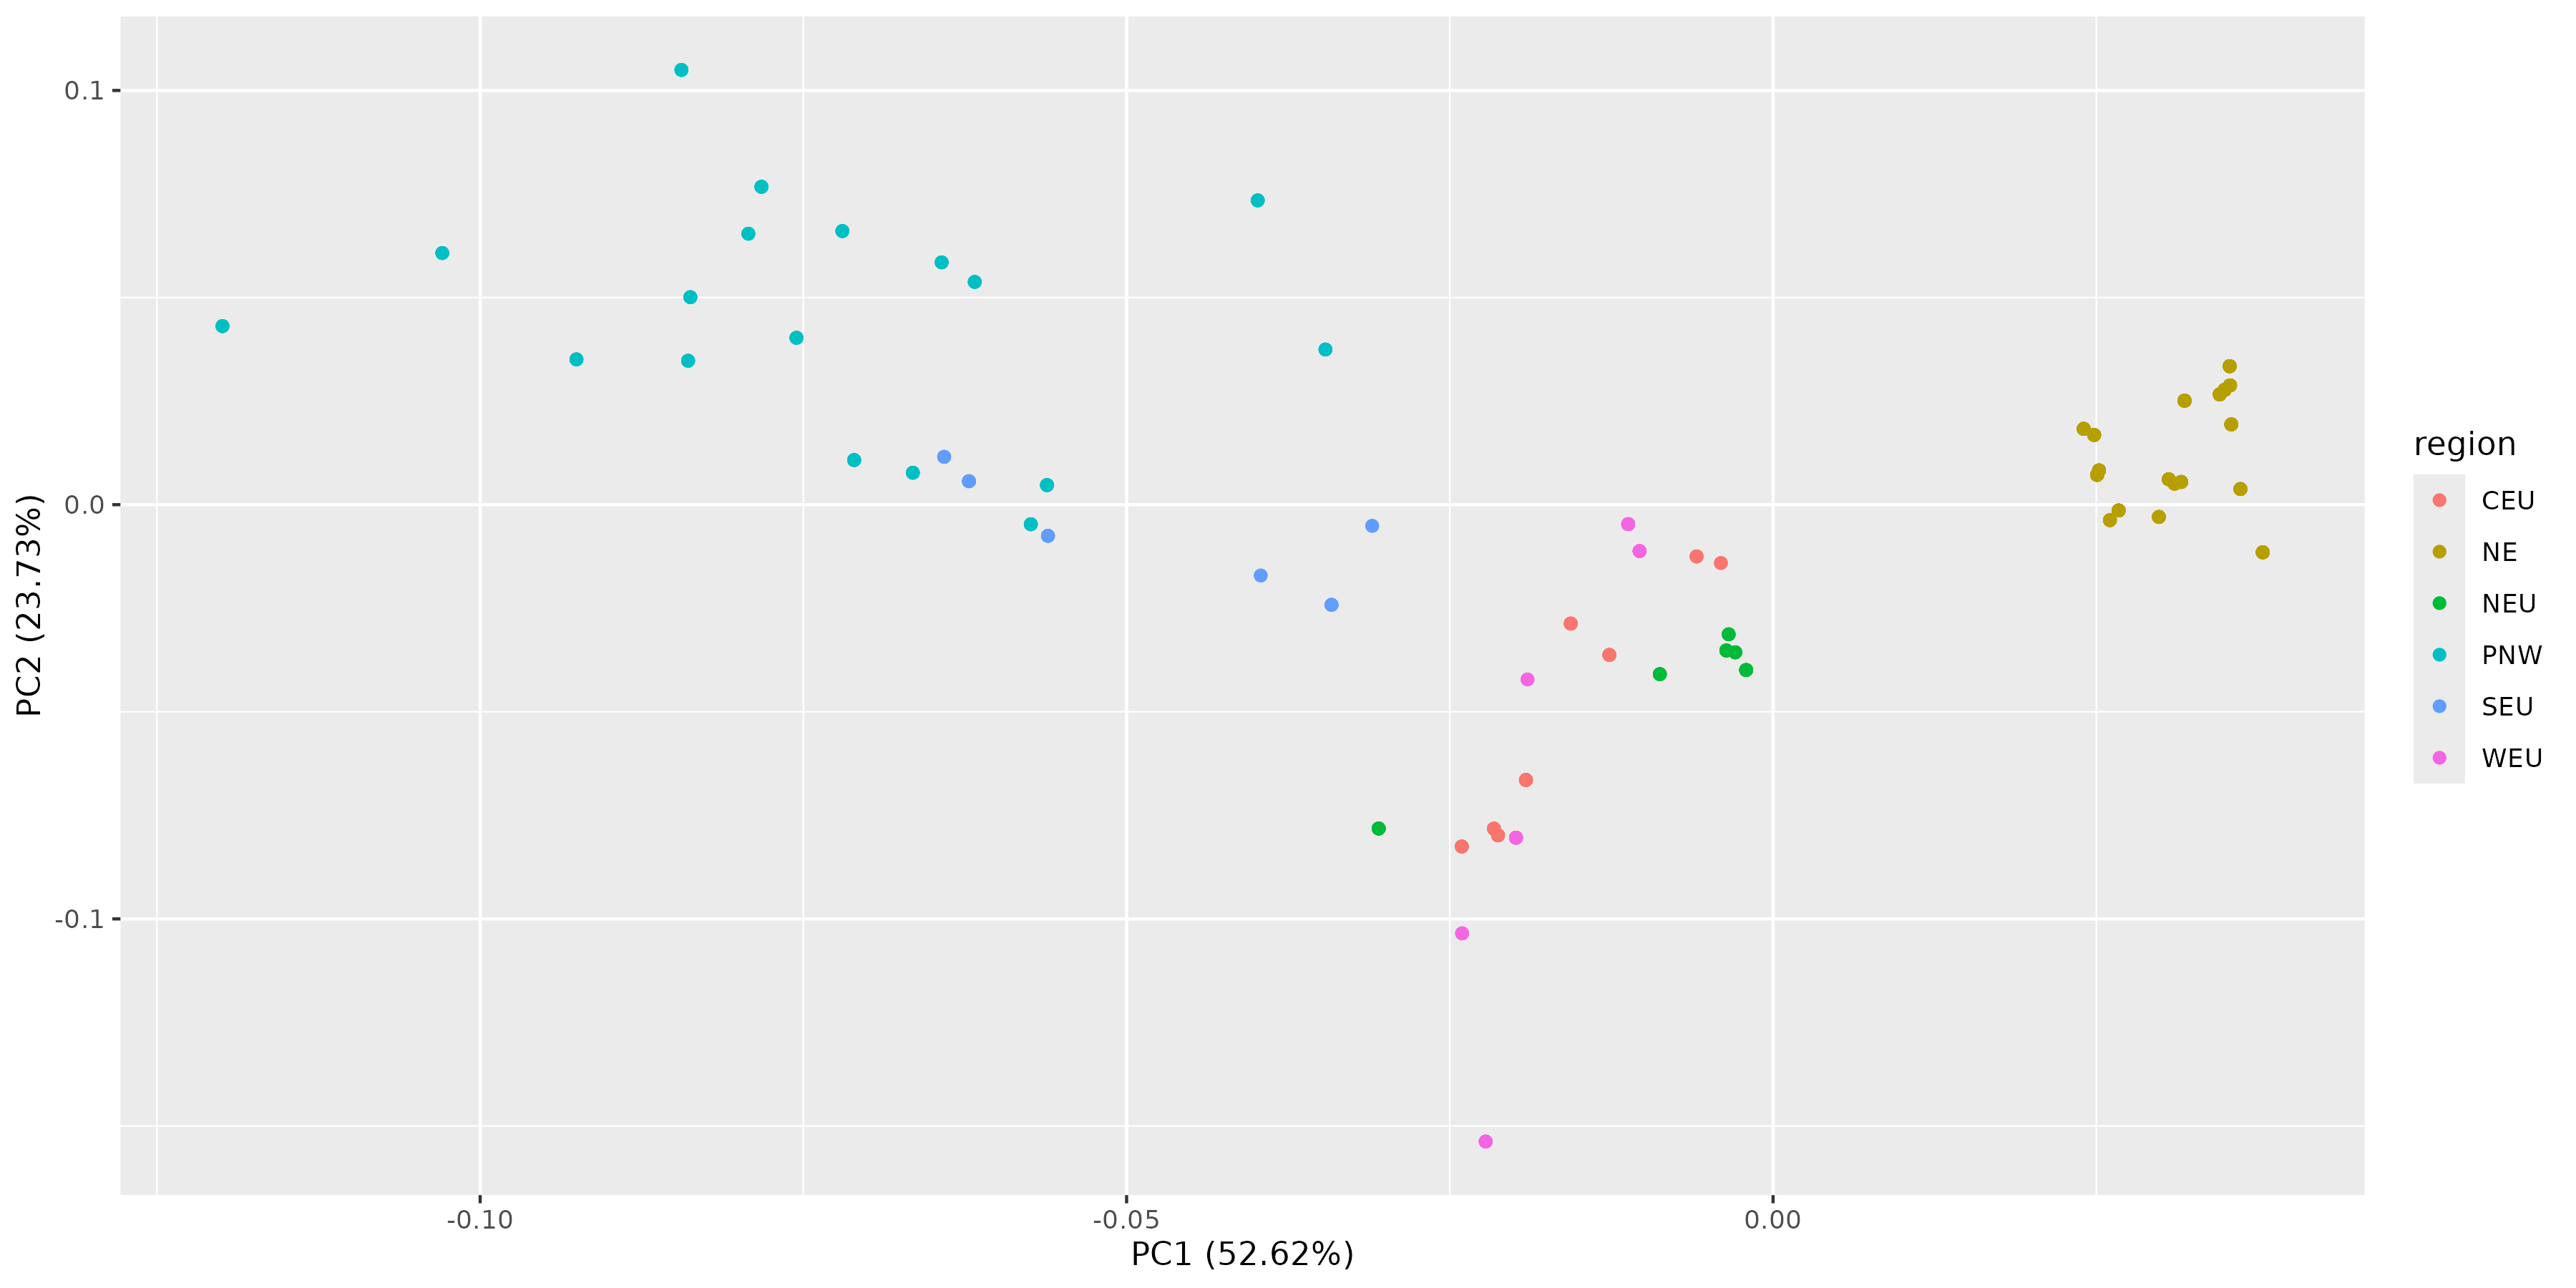 0.1
0.0
-0.1
PC2 (23.73%)
-0.10
-0.05
0.00
PC1 (52.62%)
region
CEU
NE
NEU
PNW
SEU
WEU